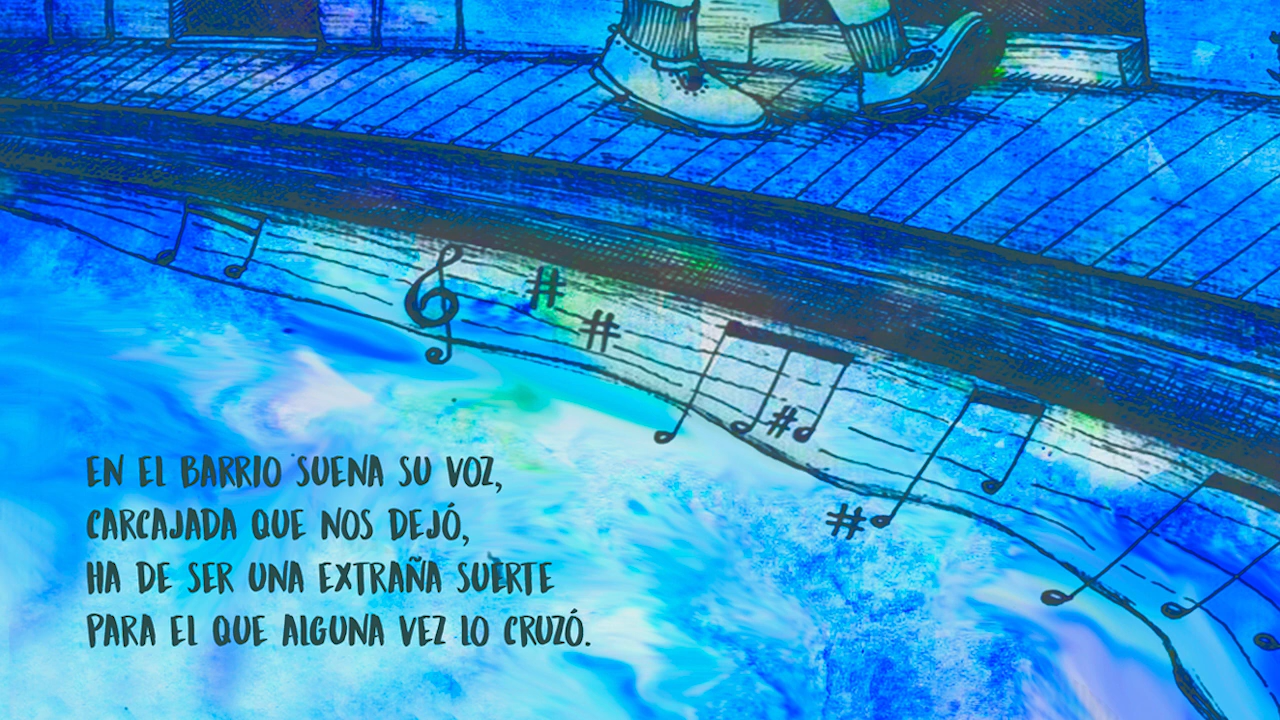 EN EL BARRIO SUENA SU VOZ,
CARCAJADA QUE NOS DEJÓ,
HA DE SER UNA EXTRAÑA SUERTE
PARA EL QUE ALGUNA VEZ LO CRUZÓ.